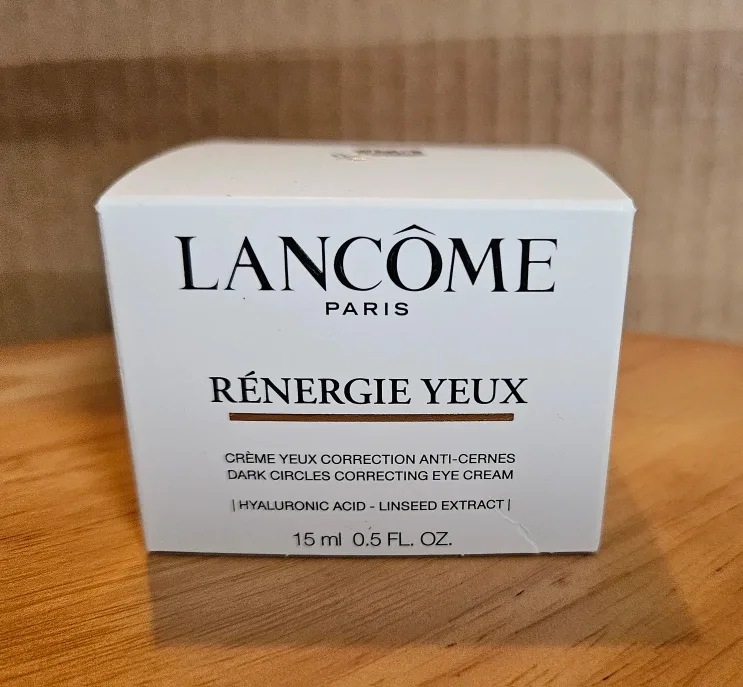 LANCÔME
PARIS
RÉNERGIE YEUX
CRÈME YEUX CORRECTION ANTI-CERNES
DARK CIRCLES CORRECTING EYE CREAM
| HYALURONIC ACID - LINSEED EXTRACT |
15 ml 0.5 FL. OZ.